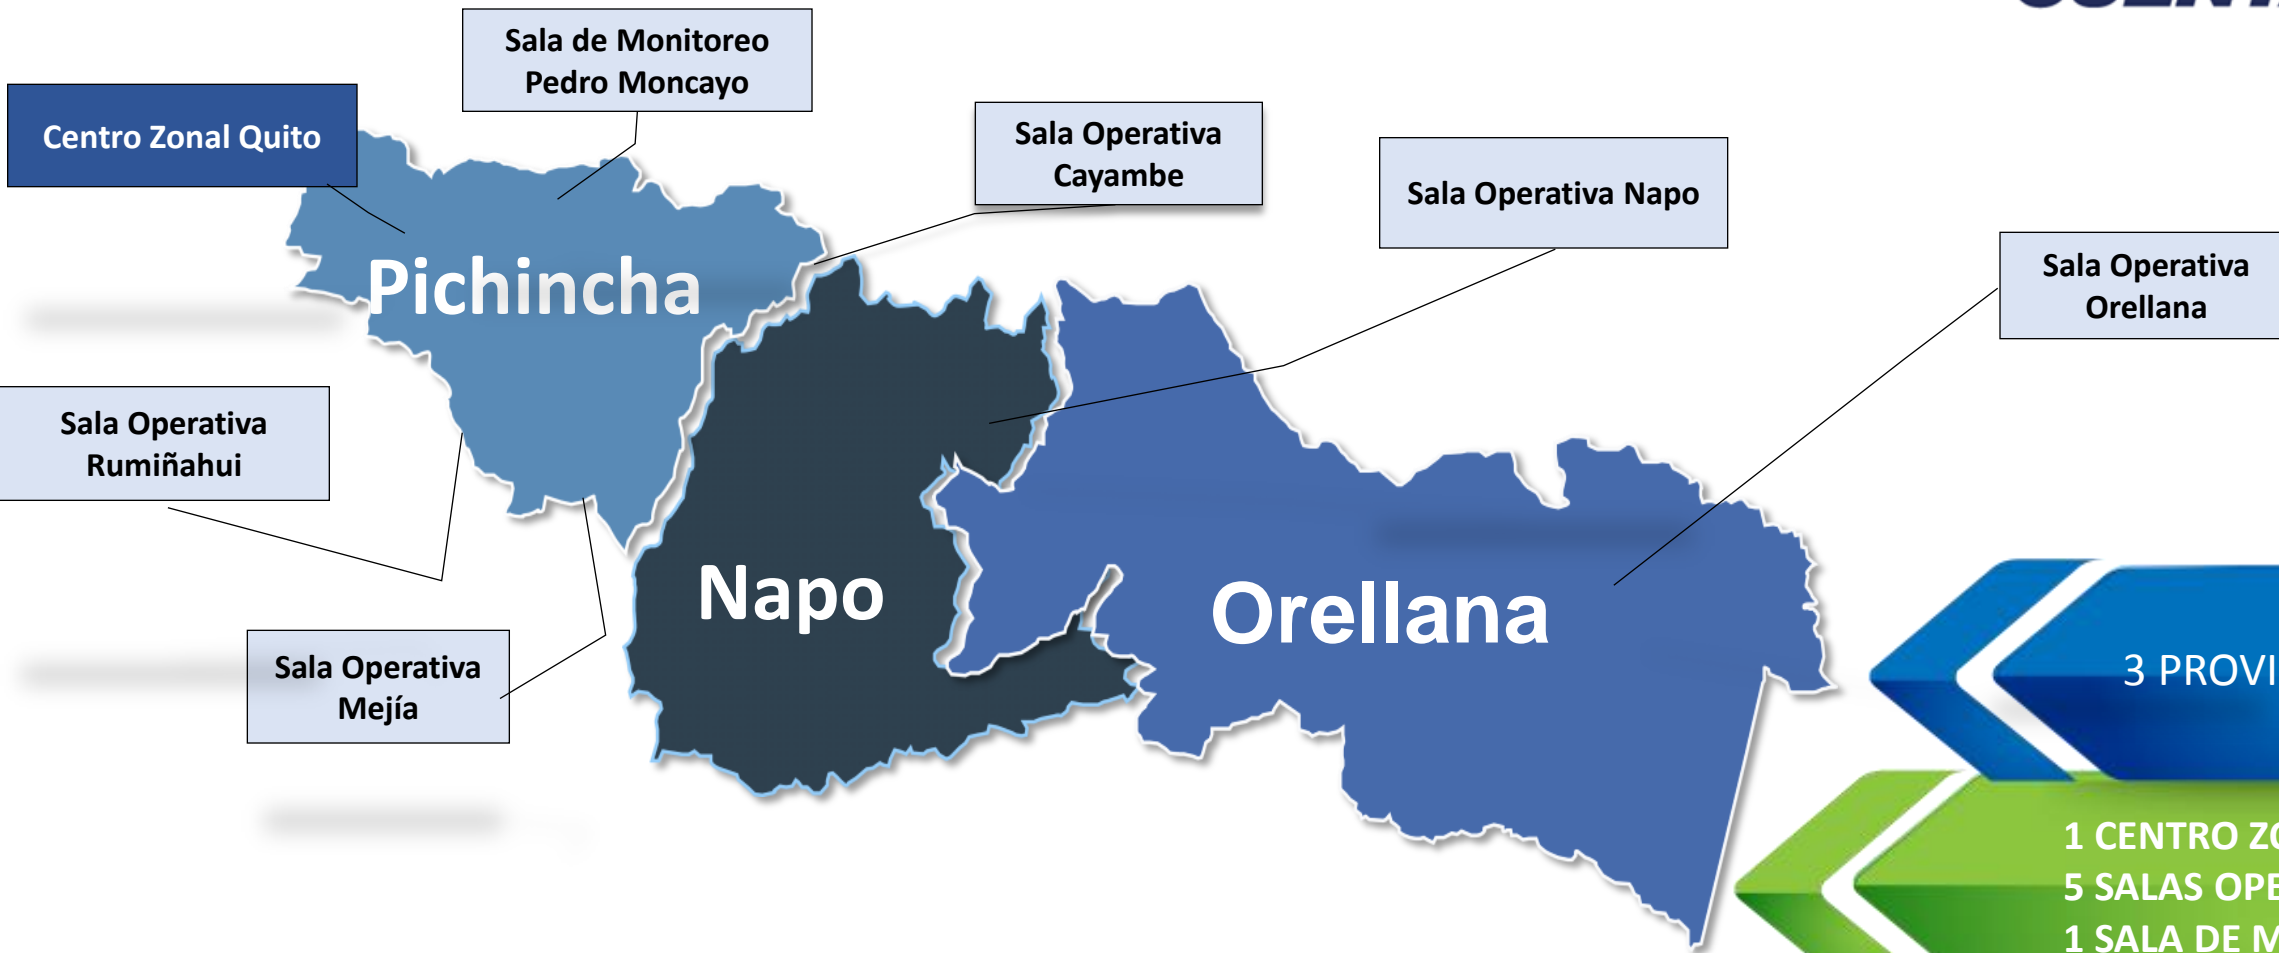 Sala de Monitoreo
Pedro Moncayo
Centro Zonal Quito
Sala Operativa
Cayambe
Sala Operativa Napo
Sala Operativa
Orellana
Pichincha
Sala Operativa
Rumiñahui
Napo
Orellana
Sala Operativa
Mejía
3 PROVI
1 CENTRO ZO
5 SALAS OPE
1 SALA DE M